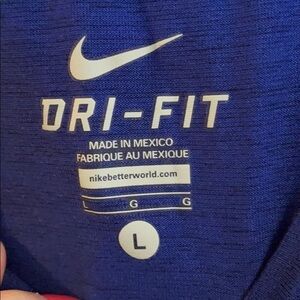 DRI-FIT
MADE IN MEXICO
FABRIQUE AU MEXIQUE
nikebetterworld.com
L G G
L